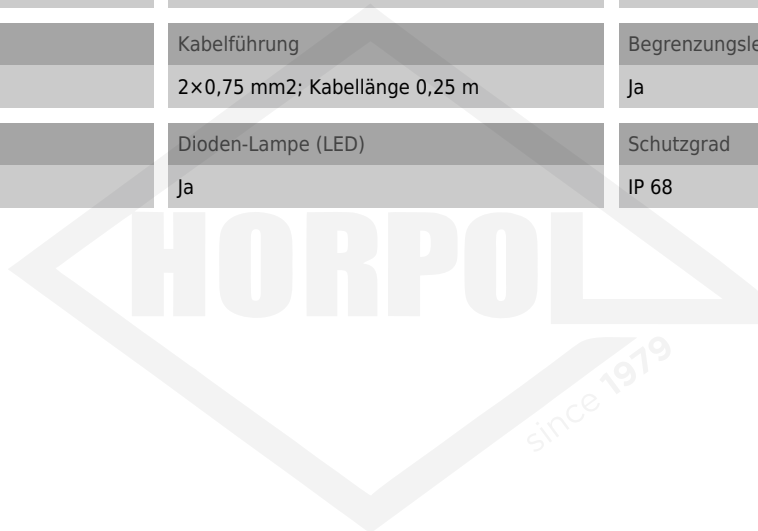 Kabelführung
Begrenzungsle
2×0,75 mm2; Kabellänge 0,25 m
Ja
Dioden-Lampe (LED)
Schutzgrad
Ja
IP 68
HORPOL
since 1979